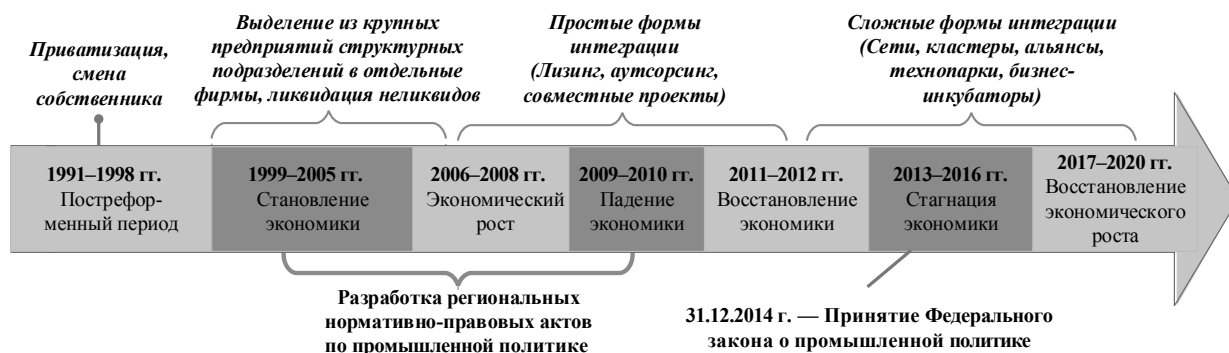 Приватизация,
смена
собственника
Выделение из крупных
предприятий структурных
подразделений в отдельные
фирмы, ликвидация неликвидов
Простые формы
интеграции
(Лизинг, аутсорсинг,
совместные проекты)
Сложные формы интеграции
(Сети, кластеры, альянсы,
технопарки, бизнес-
инкубаторы)
1991–1998 гг.
Постреформ-
менный период
1999–2005 гг.
Становление
экономики
2006–2008 гг.
Экономический
рост
2009–2010 гг.
Падение
экономики
2011–2012 гг.
Восстановление
экономики
2013–2016 гг.
Стагнация
экономики
2017–2020 гг.
Восстановление
экономического
роста
Разработка региональных
нормативно-правовых актов
по промышленной политике
31.12.2014 г. — Принятие Федерального
закона о промышленной политике